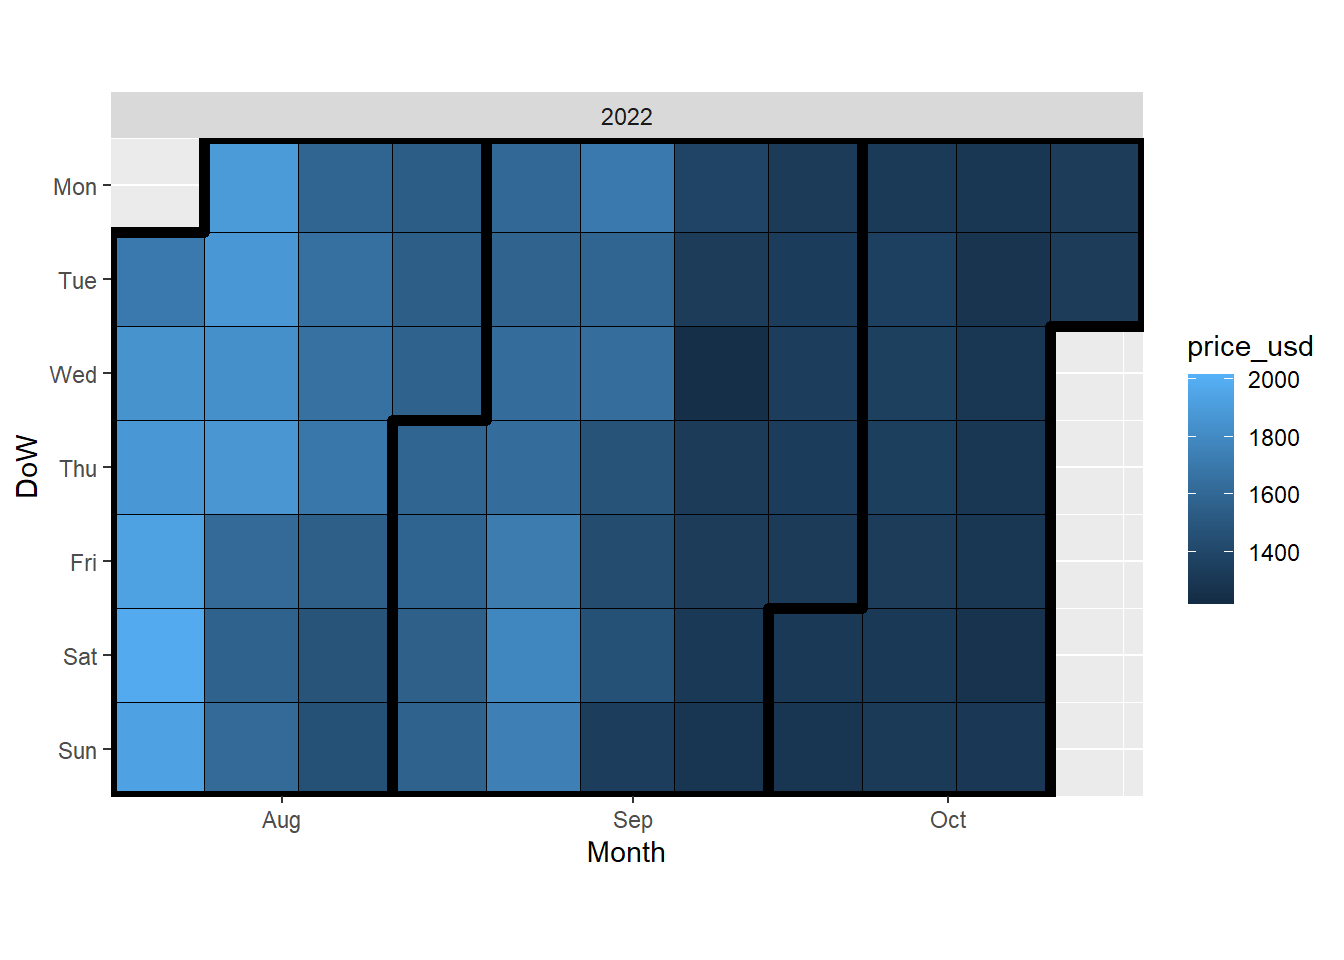 2022
Mon
Tue
Wed
Thu
Fri
Sat
Sun
DoW
Aug Sep Oct
Month
price_usd
2000
1800
1600
1400